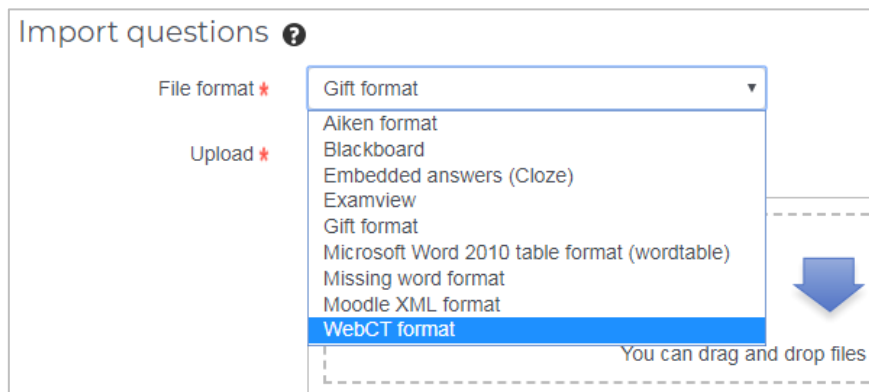 Import questions ?
File format *
Gift format
Aiken format
Blackboard
Upload *
Embedded answers (Cloze)
Examview
Gift format
Microsoft Word 2010 table format (wordtable)
Missing word format
Moodle XML format
WebCT format
You can drag and drop files